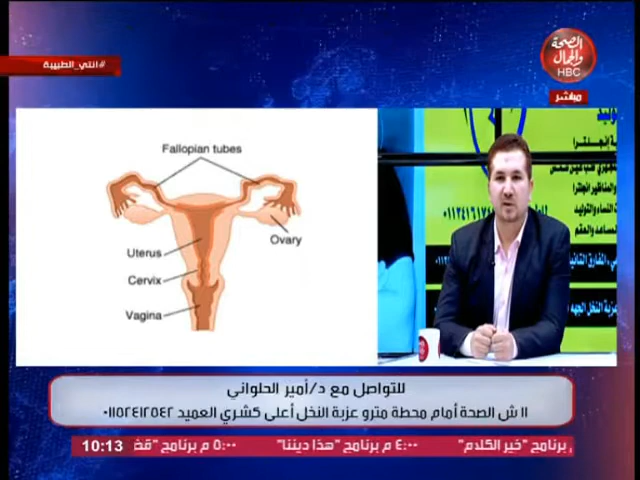 الصحة
والجمال
HBC
#انتي_الطبيبة
مباشر
Fallopian tubes
Ovary
Uterus
Cervix
Vagina
للتواصل مع د/أمير الحلواني
١١ ش الصحة أمام محطة مترو عزبة النخل أعلى كشري العميد ٠١١٥٢٤١٢٥٤٢
برنامج "خير الكلام" ٤:٠٠ م برنامج "هذا ديننا" ٥:٠٠ م برنامج
10:13